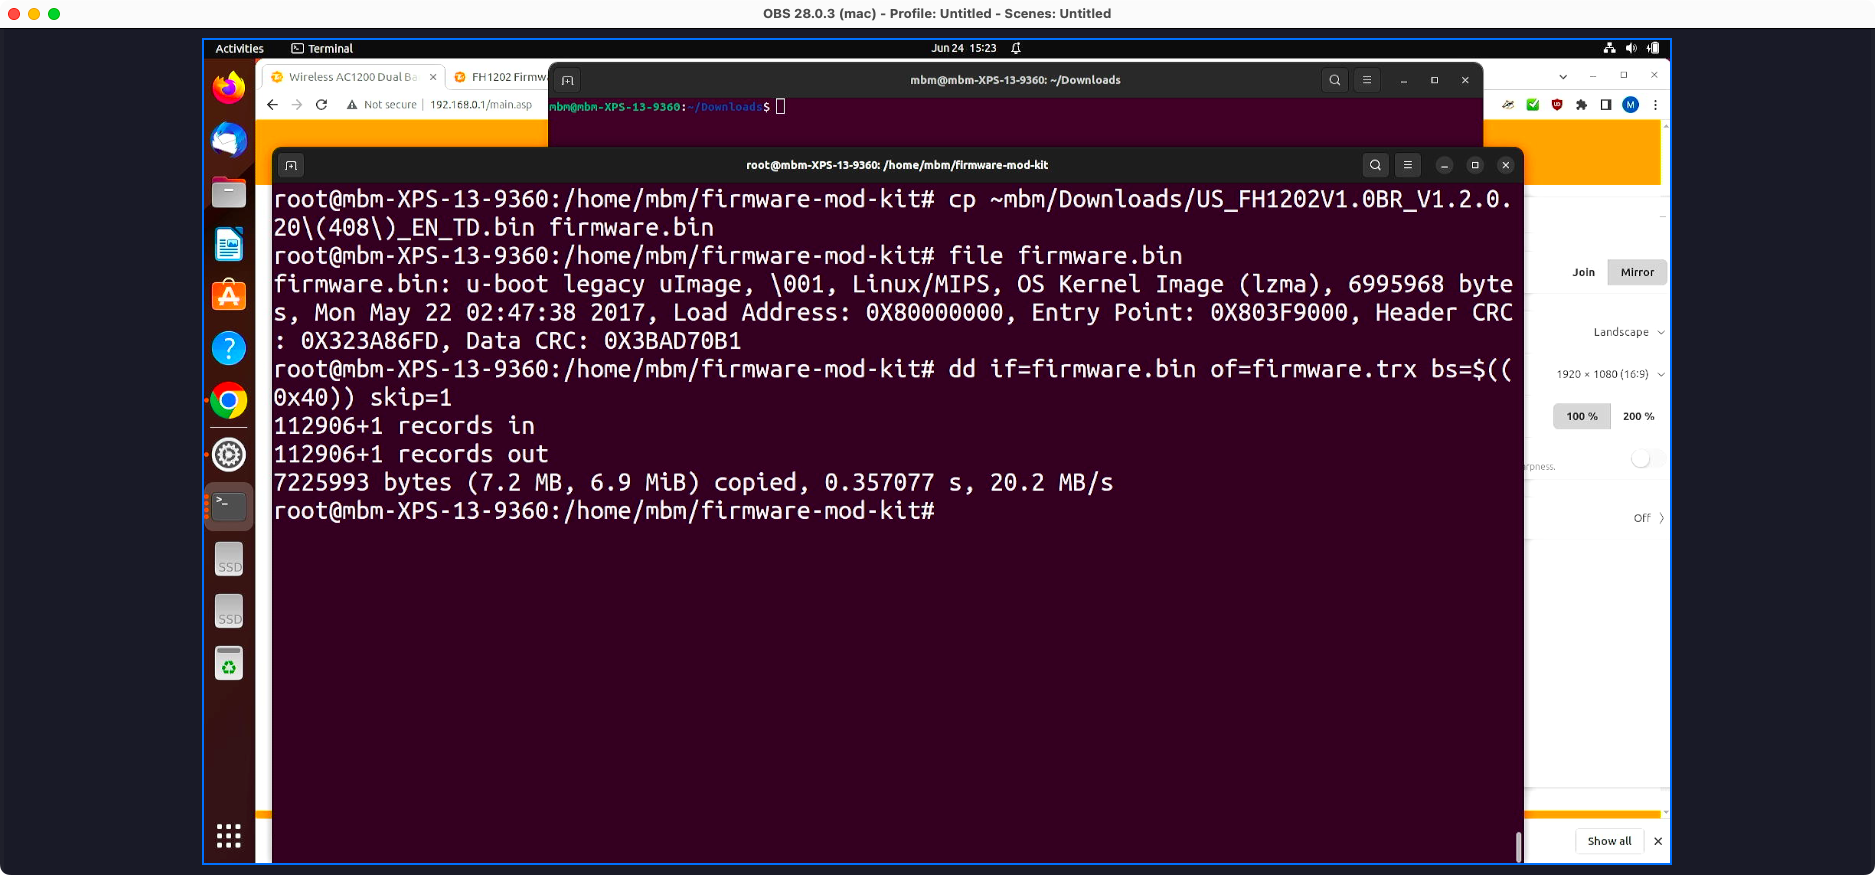 OBS 28.0.3 (mac) - Profile: Untitled - Scenes: Untitled
Activities
Terminal
Jun 24 15:23
Wireless AC1200 Dual Ba
FH1202 Firmwa
mbm@mbm-XPS-13-9360: ~/Downloads
Not secure
192.168.0.1/main.asp
mbm@mbm-XPS-13-9360:~/Downloads$
M
root@mbm-XPS-13-9360: /home/mbm/firmware-mod-kit
root@mbm-XPS-13-9360:/home/mbm/firmware-mod-kit# cp ~mbm/Downloads/US_FH1202V1.0BR_V1.2.0.
20\(408\)_EN_TD.bin firmware.bin
root@mbm-XPS-13-9360:/home/mbm/firmware-mod-kit# file firmware.bin
firmware.bin: u-boot legacy uImage, \001, Linux/MIPS, OS Kernel Image (lzma), 6995968 byte
s, Mon May 22 02:47:38 2017, Load Address: 0X80000000, Entry Point: 0X803F9000, Header CRC
: 0X323A86FD, Data CRC: 0X3BAD70B1
root@mbm-XPS-13-9360:/home/mbm/firmware-mod-kit# dd if=firmware.bin of=firmware.trx bs=$((
0x40)) skip=1
112906+1 records in
112906+1 records out
7225993 bytes (7.2 MB, 6.9 MiB) copied, 0.357077 s, 20.2 MB/s
root@mbm-XPS-13-9360:/home/mbm/firmware-mod-kit#
Join
Mirror
Landscape
1920 × 1080 (16:9)
100 %
200 %
rpness.
Off
SSD
SSD
Show all